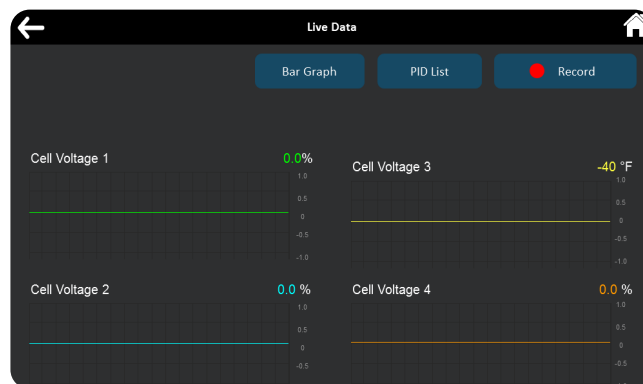 Live Data
Bar Graph
PID List
Record
Cell Voltage 1 0.0%
1.0
0.5
0
-0.5
-1.0
Cell Voltage 3 -40 °F
1.0
0.5
0
-0.5
-1.0
Cell Voltage 2 0.0 %
1.0
0.5
0
-0.5
Cell Voltage 4 0.0 %
1.0
0.5
0
-0.5